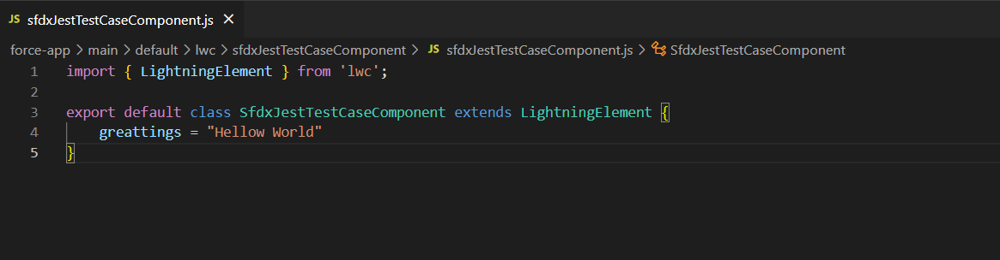 JS sfdxJestTestCaseComponent.js ×
force-app > main > default > lwc > sfdxJestTestCaseComponent > JS sfdxJestTestCaseComponent.js > SfdxJestTestCaseComponent
1 import { LightningElement } from 'lwc';
2
3 export default class SfdxJestTestCaseComponent extends LightningElement {
4 greattings = "Hellow World"
5 }